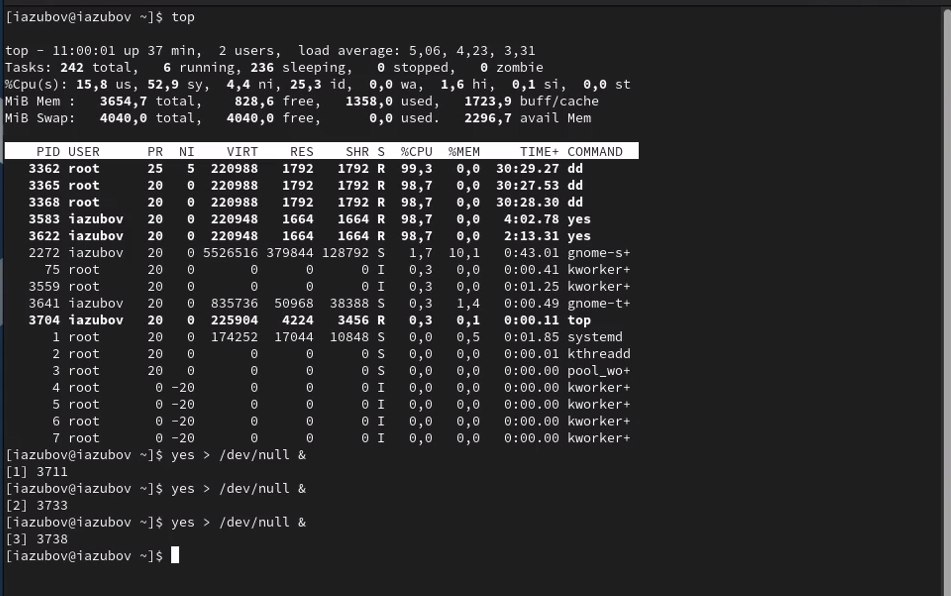 [iazubov@iazubov ~]$ top
top - 11:00:01 up 37 min,  2 users,  load average: 5,06, 4,23, 3,31
Tasks: 242 total,   6 running, 236 sleeping,   0 stopped,   0 zombie
%Cpu(s): 15,8 us, 52,9 sy,  4,4 ni, 25,3 id,  0,0 wa,  1,6 hi,  0,1 si,  0,0 st
MiB Mem :   3654,7 total,    828,6 free,   1358,0 used,   1723,9 buff/cache
MiB Swap:   4040,0 total,   4040,0 free,      0,0 used.   2296,7 avail Mem
    PID USER      PR  NI    VIRT    RES    SHR S  %CPU  %MEM     TIME+ COMMAND
   3362 root      25   5  220988   1792   1792 R  99,3   0,0  30:29.27 dd
   3365 root      20   0  220988   1792   1792 R  98,7   0,0  30:27.53 dd
   3368 root      20   0  220988   1792   1792 R  98,7   0,0  30:28.30 dd
   3583 iazubov   20   0  220948   1664   1664 R  98,7   0,0   4:02.78 yes
   3622 iazubov   20   0  220948   1664   1664 R  98,7   0,0   2:13.31 yes
   2272 iazubov   20   0 5526516 379844 128792 S   1,7  10,1   0:43.01 gnome-s+
     75 root      20   0       0      0      0 I   0,3   0,0   0:00.41 kworker+
   3559 root      20   0       0      0      0 I   0,3   0,0   0:01.25 kworker+
   3641 iazubov   20   0  835736  50968  38388 S   0,3   1,4   0:00.49 gnome-t+
   3704 iazubov   20   0  225904   4224   3456 R   0,3   0,1   0:00.11 top
      1 root      20   0  174252  17044  10848 S   0,0   0,5   0:01.85 systemd
      2 root      20   0       0      0      0 S   0,0   0,0   0:00.01 kthreadd
      3 root      20   0       0      0      0 S   0,0   0,0   0:00.00 pool_wo+
      4 root       0 -20       0      0      0 I   0,0   0,0   0:00.00 kworker+
      5 root       0 -20       0      0      0 I   0,0   0,0   0:00.00 kworker+
      6 root       0 -20       0      0      0 I   0,0   0,0   0:00.00 kworker+
      7 root       0 -20       0      0      0 I   0,0   0,0   0:00.00 kworker+
[iazubov@iazubov ~]$ yes > /dev/null &
[1] 3711
[iazubov@iazubov ~]$ yes > /dev/null &
[2] 3733
[iazubov@iazubov ~]$ yes > /dev/null &
[3] 3738
[iazubov@iazubov ~]$